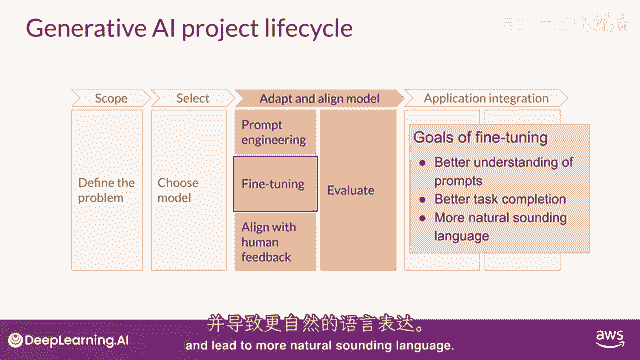 Generative AI project lifecycle
Scope
Select
Adapt and align model
Application integration
Define the
problem
Choose
model
Prompt
engineering
Fine-tuning
Align with
human
feedback
Evaluate
Goals of fine-tuning
• Better understanding of
prompts
• Better task completion
• More natural sounding
language
并导致更自然的语言表达。
and lead to more natural sounding language.
DeepLearning.AI
aws